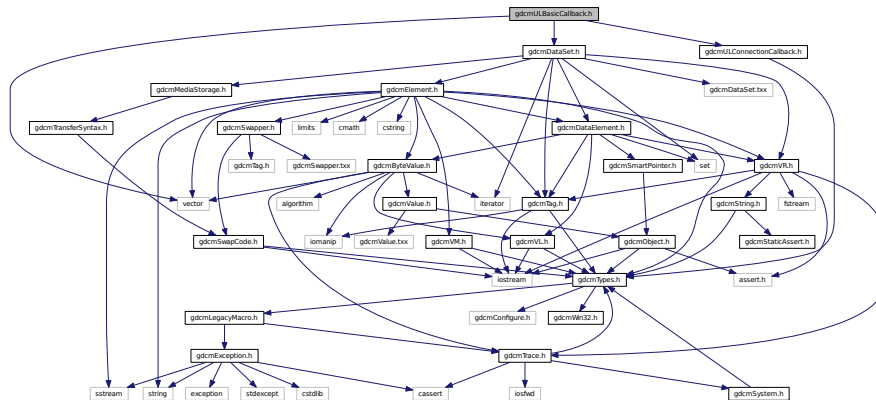 gdcmULBasicCallback.h
gdcmDataSet.h
gdcmULConnectionCallback.h
gdcmMediaStorage.h
gdcmElement.h
gdcmDataSet.txx
gdcmTransferSyntax.h
gdcmSwapper.h
limits
cmath
cstring
gdcmDataElement.h
gdcmTag.h
gdcmSwapper.txx
gdcmByteValue.h
gdcmSmartPointer.h
set
gdcmVR.h
vector
algorithm
gdcmValue.h
iterator
gdcmTag.h
gdcmString.h
fstream
gdcmSwapCode.h
iomanip
gdcmValue.txx
gdcmVM.h
gdcmVL.h
gdcmObject.h
gdcmStaticAssert.h
iostream
gdcmTypes.h
assert.h
gdcmLegacyMacro.h
gdcmConfigure.h
gdcmWin32.h
gdcmException.h
gdcmTrace.h
sstream
string
exception
stdexcept
cstdlib
cassert
iosfwd
gdcmSystem.h